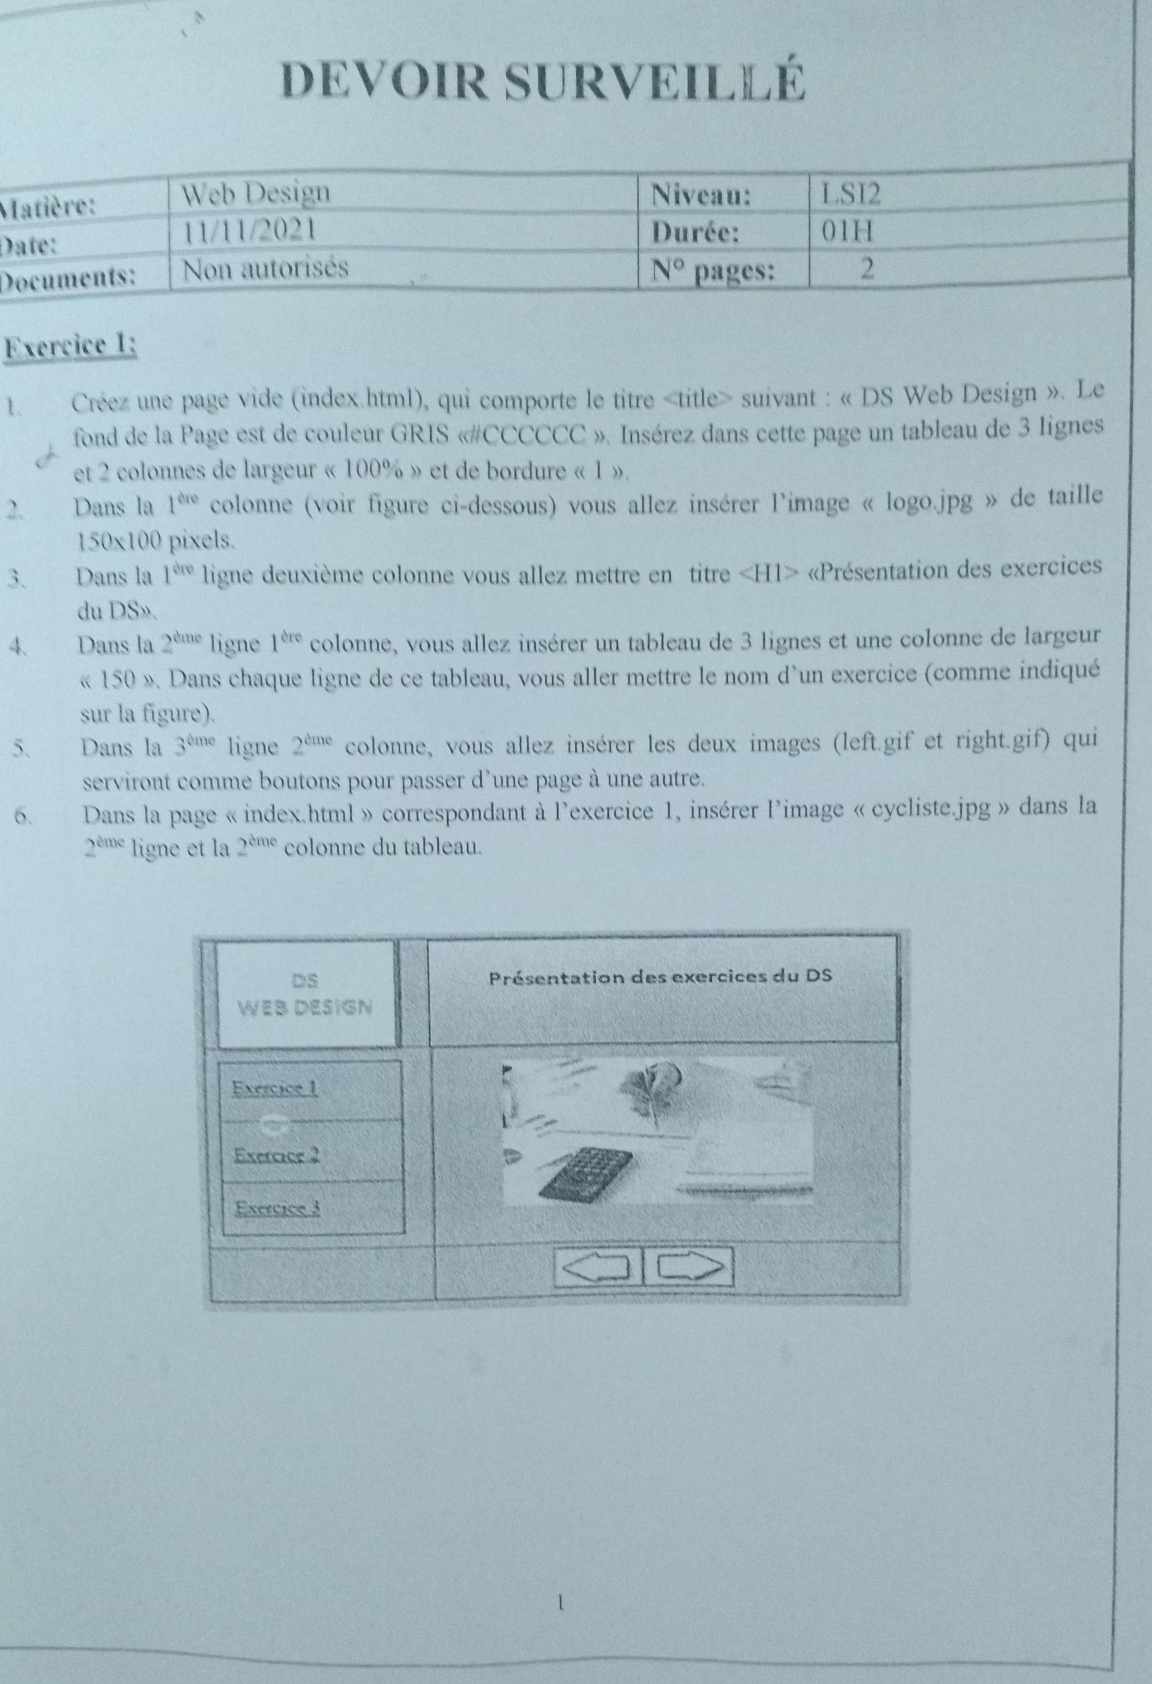 DEVOIR SURVEILLÉ
Matière: Web Design Niveau: LSI2
Date: 11/11/2021 Durée: 01H
Documents: Non autorisés N° pages: 2
Exercice 1:
1. Créez une page vide (index.html), qui comporte le titre <title> suivant : « DS Web Design ». Le
fond de la Page est de couleur GRIS «#CCCCCC ». Insérez dans cette page un tableau de 3 lignes
et 2 colonnes de largeur « 100% » et de bordure « 1 ».
2. Dans la 1ère colonne (voir figure ci-dessous) vous allez insérer l'image « logo.jpg » de taille
150x100 pixels.
3. Dans la 1ère ligne deuxième colonne vous allez mettre en titre <H1> «Présentation des exercices
du DS».
4. Dans la 2ème ligne 1ère colonne, vous allez insérer un tableau de 3 lignes et une colonne de largeur
« 150 ». Dans chaque ligne de ce tableau, vous aller mettre le nom d'un exercice (comme indiqué
sur la figure).
5. Dans la 3ème ligne 2ème colonne, vous allez insérer les deux images (left.gif et right.gif) qui
serviront comme boutons pour passer d'une page à une autre.
6. Dans la page « index.html » correspondant à l'exercice 1, insérer l'image « cycliste.jpg » dans la
2ème ligne et la 2ème colonne du tableau.
DS
WEB DESIGN
Présentation des exercices du DS
Exercice 1
Exercice 2
Exercice 3
1